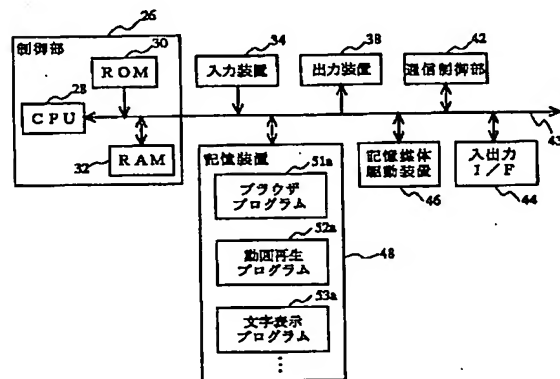 26
制御部
30
ROM
28
CPU
32
RAM
34
入力装置
38
出力装置
42
通信制御部
43
記憶装置
51a
ブラウザ
プログラム
52a
動画再生
プログラム
53a
文字表示
プログラム
⋮
48
記憶媒体
駆動装置
46
入出力
I/F
44